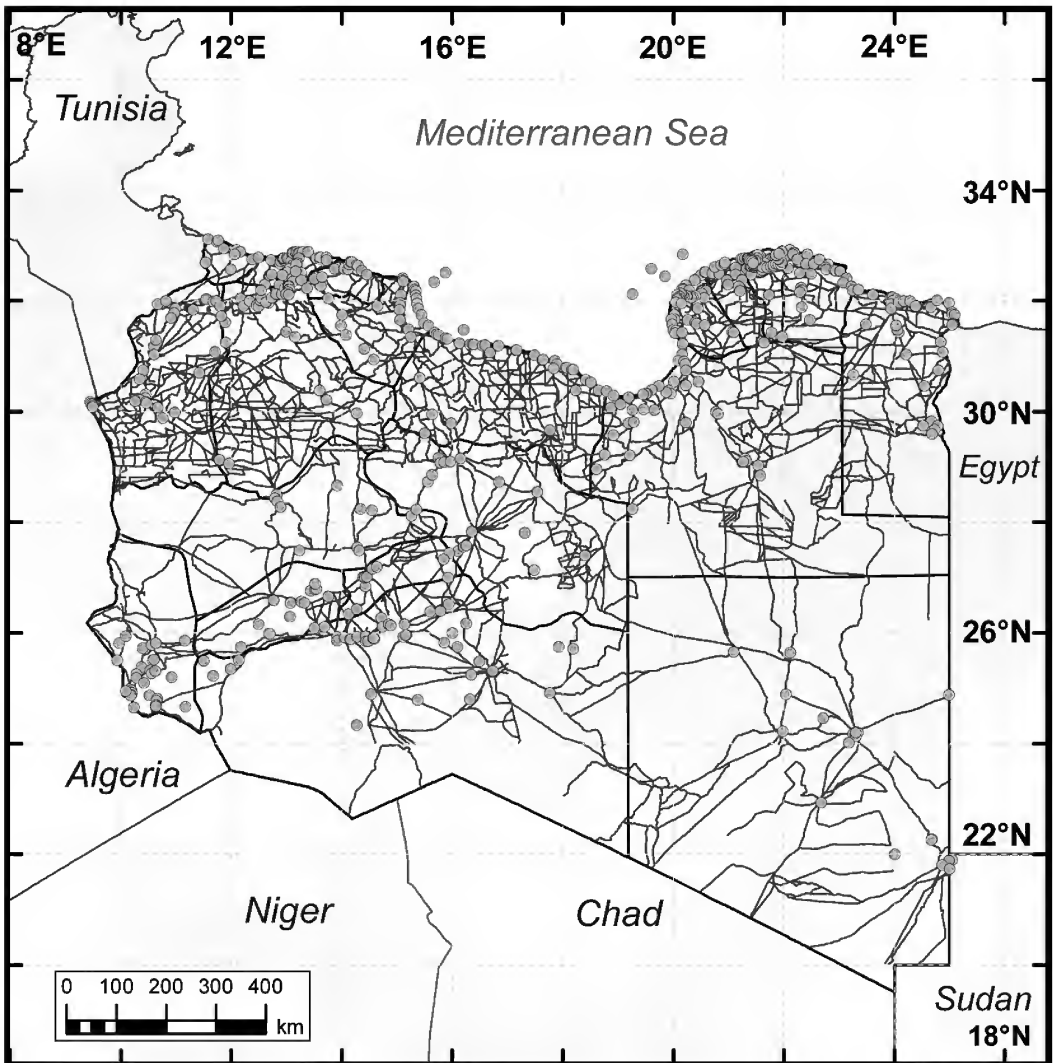 8°E 12°E 16°E 20°E 24°E
Tunisia
Mediterranean Sea
34°N
30°N
Egypt
26°N
Algeria
22°N
Niger
Chad
0 100 200 300 400
km
Sudan
18°N